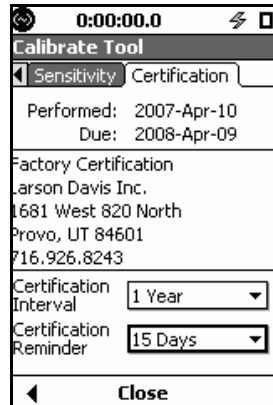 0:00:00.0
Calibrate Tool
Sensitivity Certification
Performed: 2007-Apr-10
Due: 2008-Apr-09
Factory Certification
Larson Davis Inc.
1681 West 820 North
Provo, UT 84601
716.926.8243
Certification Interval 1 Year
Certification Reminder 15 Days
Close